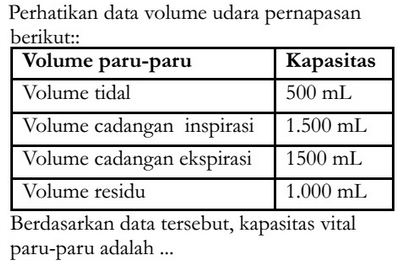 Perhatikan data volume udara pernapasan
berikut::
Volume paru-paru Kapasitas
Volume tidal 500 mL
Volume cadangan inspirasi 1.500 mL
Volume cadangan ekspirasi 1500 mL
Volume residu 1.000 mL
Berdasarkan data tersebut, kapasitas vital
paru-paru adalah ...